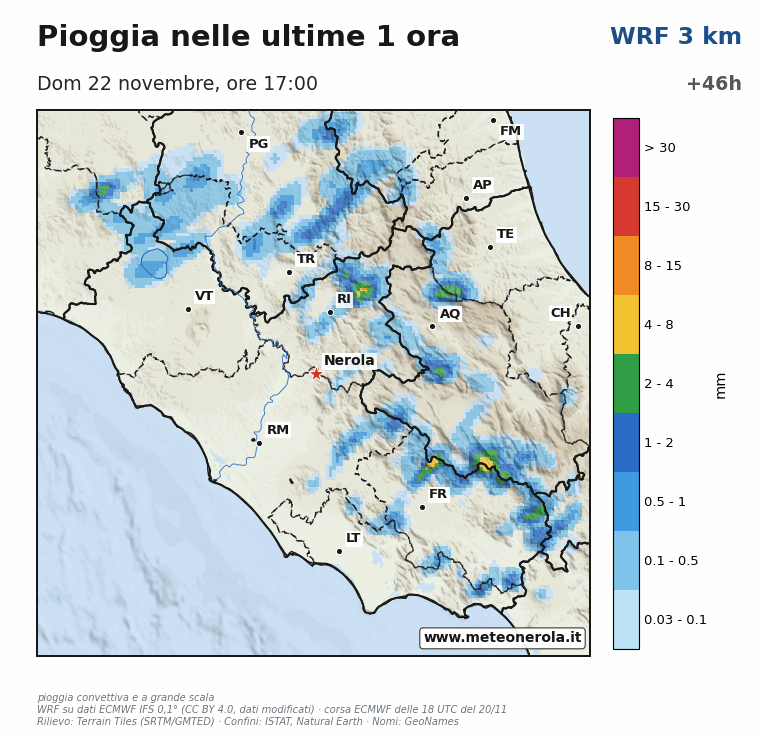 Pioggia nelle ultime 1 ora
WRF 3 km
Dom 22 novembre, ore 17:00
+46h
FM
PG
AP
TE
TR
RI
VT
AQ
CH
Nerola
RM
FR
LT
www.meteonerola.it
> 30
15 - 30
8 - 15
4 - 8
2 - 4
1 - 2
0.5 - 1
0.1 - 0.5
0.03 - 0.1
mm
pioggia convettiva e a grande scala
WRF su dati ECMWF IFS 0,1° (CC BY 4.0, dati modificati) · corsa ECMWF delle 18 UTC del 20/11
Rilievo: Terrain Tiles (SRTM/GMTED) · Confini: ISTAT, Natural Earth · Nomi: GeoNames